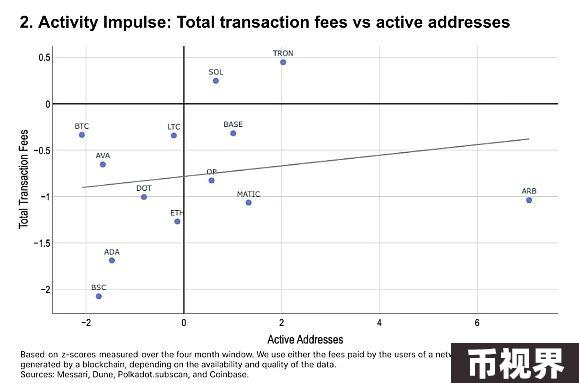 2. Activity Impulse: Total transaction fees vs active addresses
TRON
0.5
SOL
0
BTC
LTC
BASE
−0.5
AVA
OP
DOT
MATIC
ARB
−1
ETH
−1.5
ADA
BSC
−2
Total Transaction Fees
−2
0
2
4
6
Active Addresses
Based on z-scores measured over the four month window. We use either the fees paid by the users of a
generated by a blockchain, depending on the availability and quality of the data.
Sources: Messari, Dune, Polkadot.subscan, and Coinbase.
币视界